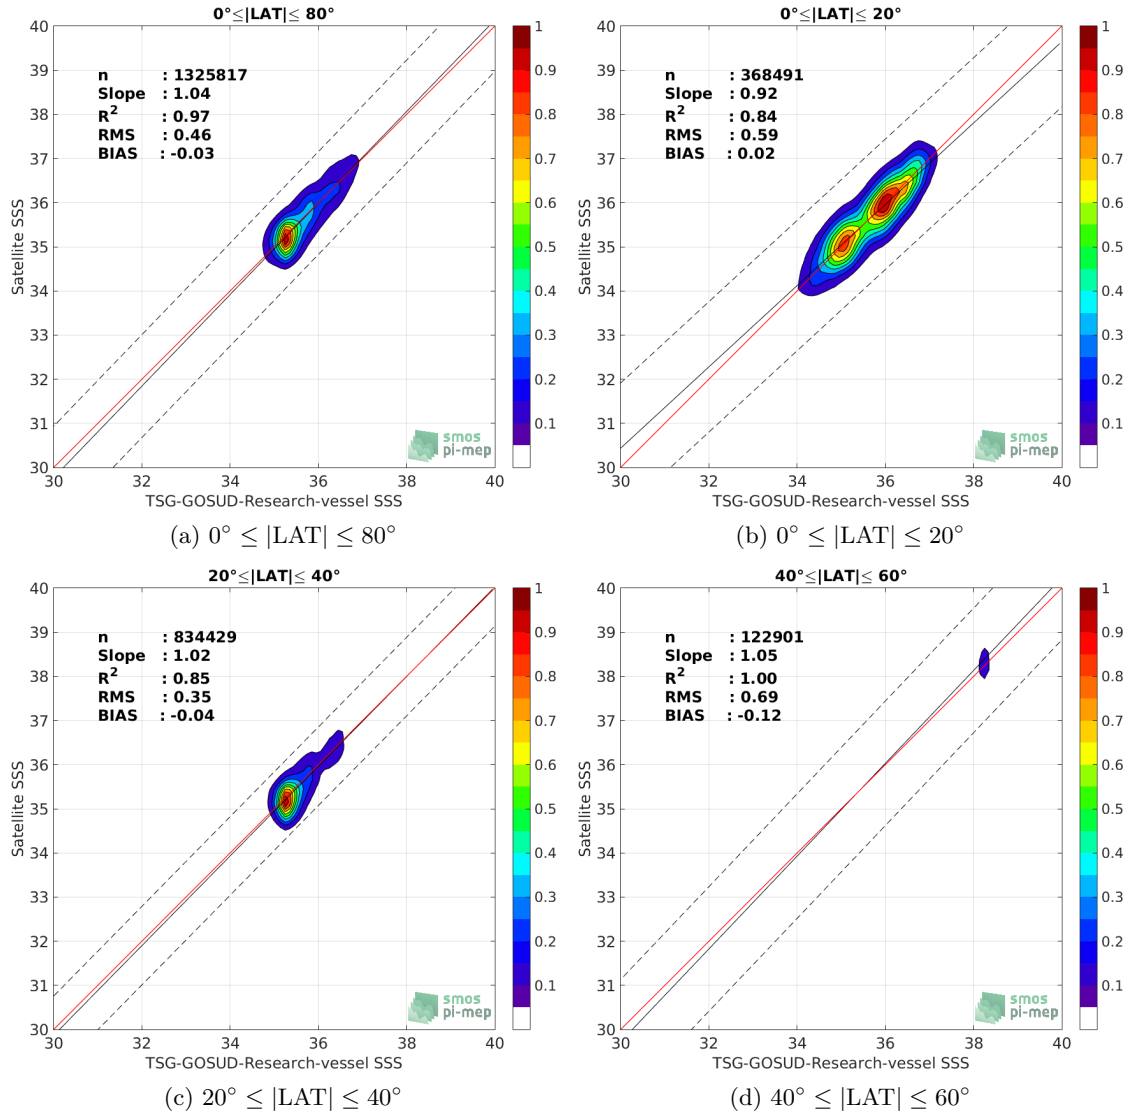 0°≤|LAT|≤ 80°
n : 1325817
Slope : 1.04
R² : 0.97
RMS : 0.46
BIAS : -0.03
40
39
38
37
36
35
34
33
32
31
30
Satellite SSS
30 32 34 36 38 40
TSG-GOSUD-Research-vessel SSS
1
0.9
0.8
0.7
0.6
0.5
0.4
0.3
0.2
0.1
smos
pi-mep
(a) 0° ≤ |LAT| ≤ 80°
0°≤|LAT|≤ 20°
n : 368491
Slope : 0.92
R² : 0.84
RMS : 0.59
BIAS : 0.02
40
39
38
37
36
35
34
33
32
31
30
Satellite SSS
30 32 34 36 38 40
TSG-GOSUD-Research-vessel SSS
1
0.9
0.8
0.7
0.6
0.5
0.4
0.3
0.2
0.1
smos
pi-mep
(b) 0° ≤ |LAT| ≤ 20°
20°≤|LAT|≤ 40°
n : 834429
Slope : 1.02
R² : 0.85
RMS : 0.35
BIAS : -0.04
40
39
38
37
36
35
34
33
32
31
30
Satellite SSS
30 32 34 36 38 40
TSG-GOSUD-Research-vessel SSS
1
0.9
0.8
0.7
0.6
0.5
0.4
0.3
0.2
0.1
smos
pi-mep
(c) 20° ≤ |LAT| ≤ 40°
40°≤|LAT|≤ 60°
n : 122901
Slope : 1.05
R² : 1.00
RMS : 0.69
BIAS : -0.12
40
39
38
37
36
35
34
33
32
31
30
Satellite SSS
30 32 34 36 38 40
TSG-GOSUD-Research-vessel SSS
1
0.9
0.8
0.7
0.6
0.5
0.4
0.3
0.2
0.1
smos
pi-mep
(d) 40° ≤ |LAT| ≤ 60°